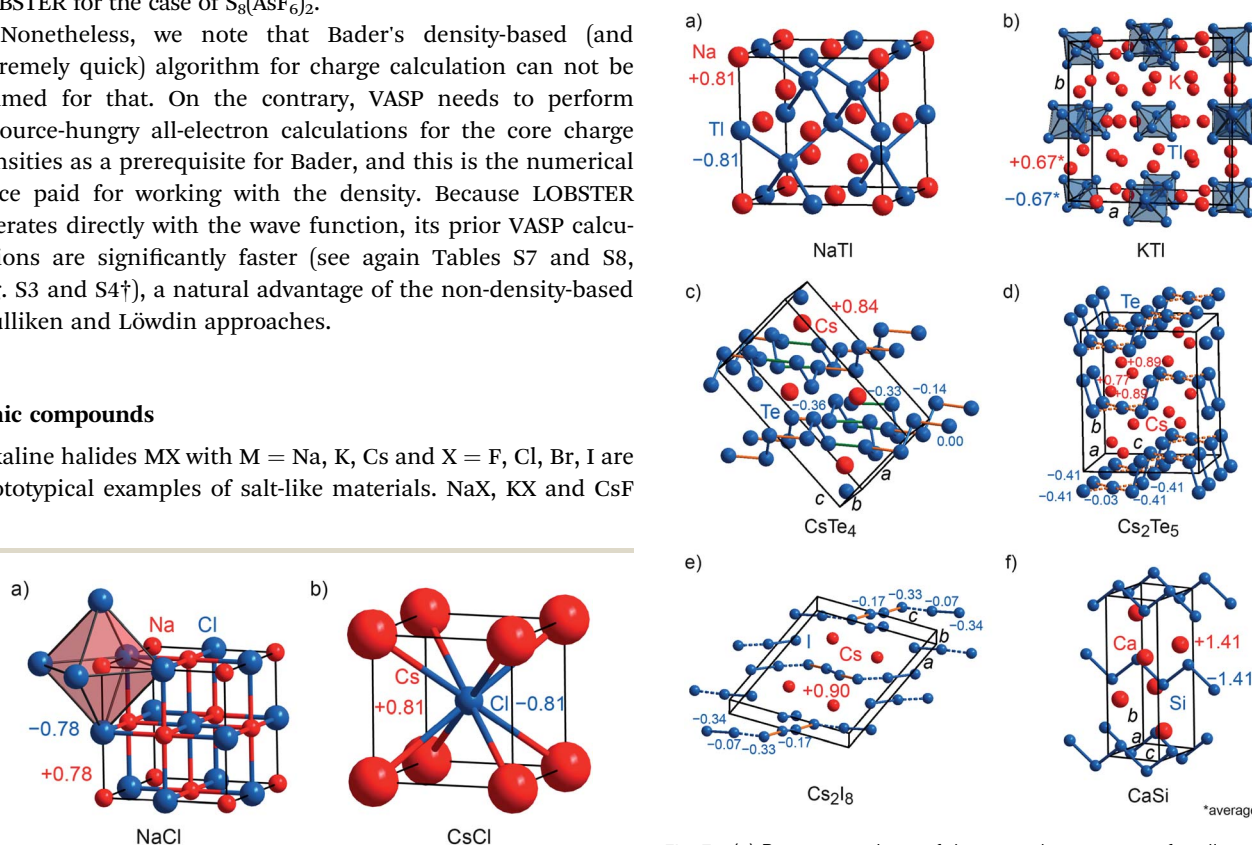 BSTER for the case of S₈(AsF₆)₂.
Nonetheless, we note that Bader's density-based (and
remely quick) algorithm for charge calculation can not be
med for that. On the contrary, VASP needs to perform
ource-hungry all-electron calculations for the core charge
nsities as a prerequisite for Bader, and this is the numerical
ce paid for working with the density. Because LOBSTER
erates directly with the wave function, its prior VASP calcu-
ions are significantly faster (see again Tables S7 and S8,
. S3 and S4†), a natural advantage of the non-density-based
ulliken and Löwdin approaches.
nic compounds
kaline halides MX with M = Na, K, Cs and X = F, Cl, Br, I are
ototypical examples of salt-like materials. NaX, KX and CsF
a)
Na
Cl
−0.78
+0.78
NaCl
b)
Cs
+0.81
Cl
−0.81
CsCl
a)
Na
+0.81
Tl
−0.81
NaTl
b)
b
K
Tl
+0.67*
−0.67*
a
KTl
c)
+0.84
Cs
−0.33
−0.14
−0.36
Te
0.00
a
c
b
CsTe₄
d)
Te
+0.89
+0.77
+0.89
Cs
b
c
a
−0.41
−0.41
−0.03
−0.41
−0.41
Cs₂Te₅
e)
−0.17
−0.33
−0.07
−0.34
c
b
a
I
Cs
+0.90
−0.34
−0.07
−0.33
−0.17
Cs₂I₈
f)
Ca
+1.41
−1.41
Si
b
a
c
CaSi
*average